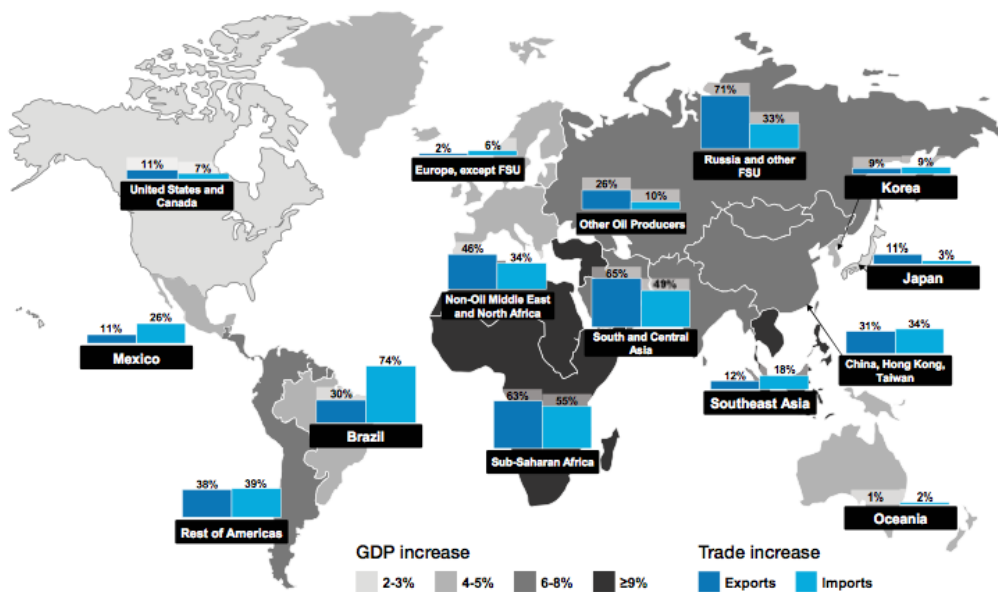 71%
33%
Russia and other
FSU
2% 6%
Europe, except FSU
11% 7%
United States and
Canada
9% 9%
Korea
26% 10%
Other Oil Producers
46% 34%
Non-Oil Middle East
and North Africa
65% 49%
South and Central
Asia
11% 3%
Japan
11% 26%
Mexico
31% 34%
China, Hong Kong,
Taiwan
30% 74%
Brazil
12% 18%
Southeast Asia
63% 55%
Sub-Saharan Africa
38% 39%
Rest of Americas
1% 2%
Oceania
GDP increase
2-3% 4-5% 6-8% ≥9%
Trade increase
Exports Imports